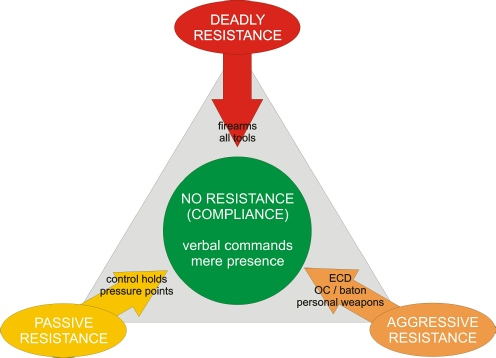 DEADLY
RESISTANCE
firearms
all tools
NO RESISTANCE
(COMPLIANCE)
verbal commands
mere presence
control holds
pressure points
ECD
OC / baton
personal weapons
PASSIVE
RESISTANCE
AGGRESSIVE
RESISTANCE